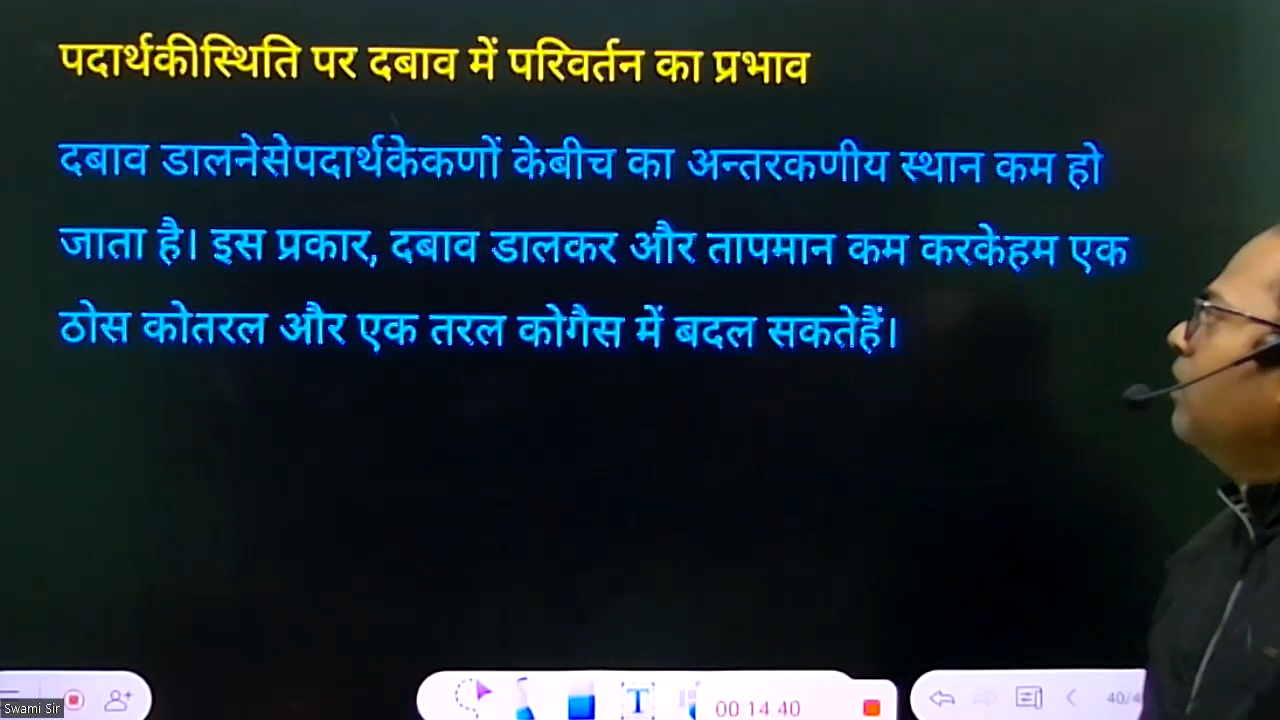 पदार्थकीस्थिति पर दबाव में परिवर्तन का प्रभाव
दबाव डालनेसेपदार्थकेकणों केबीच का अन्तरकणीय स्थान कम हो
जाता है। इस प्रकार, दबाव डालकर और तापमान कम करकेहम एक
ठोस कोतरल और एक तरल कोगैस में बदल सकतेहैं।
T
00 14 40
Swami Sir